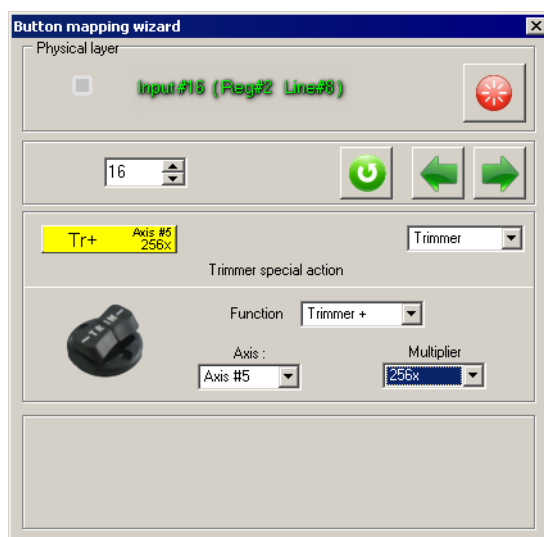 Button mapping wizard
Physical layer
Input#16 (Reg#2 Line#8)
16
Tr+ Axis #5
256x
Trimmer
Trimmer special action
TRIM
Function Trimmer +
Axis : Multiplier
Axis #5 256x